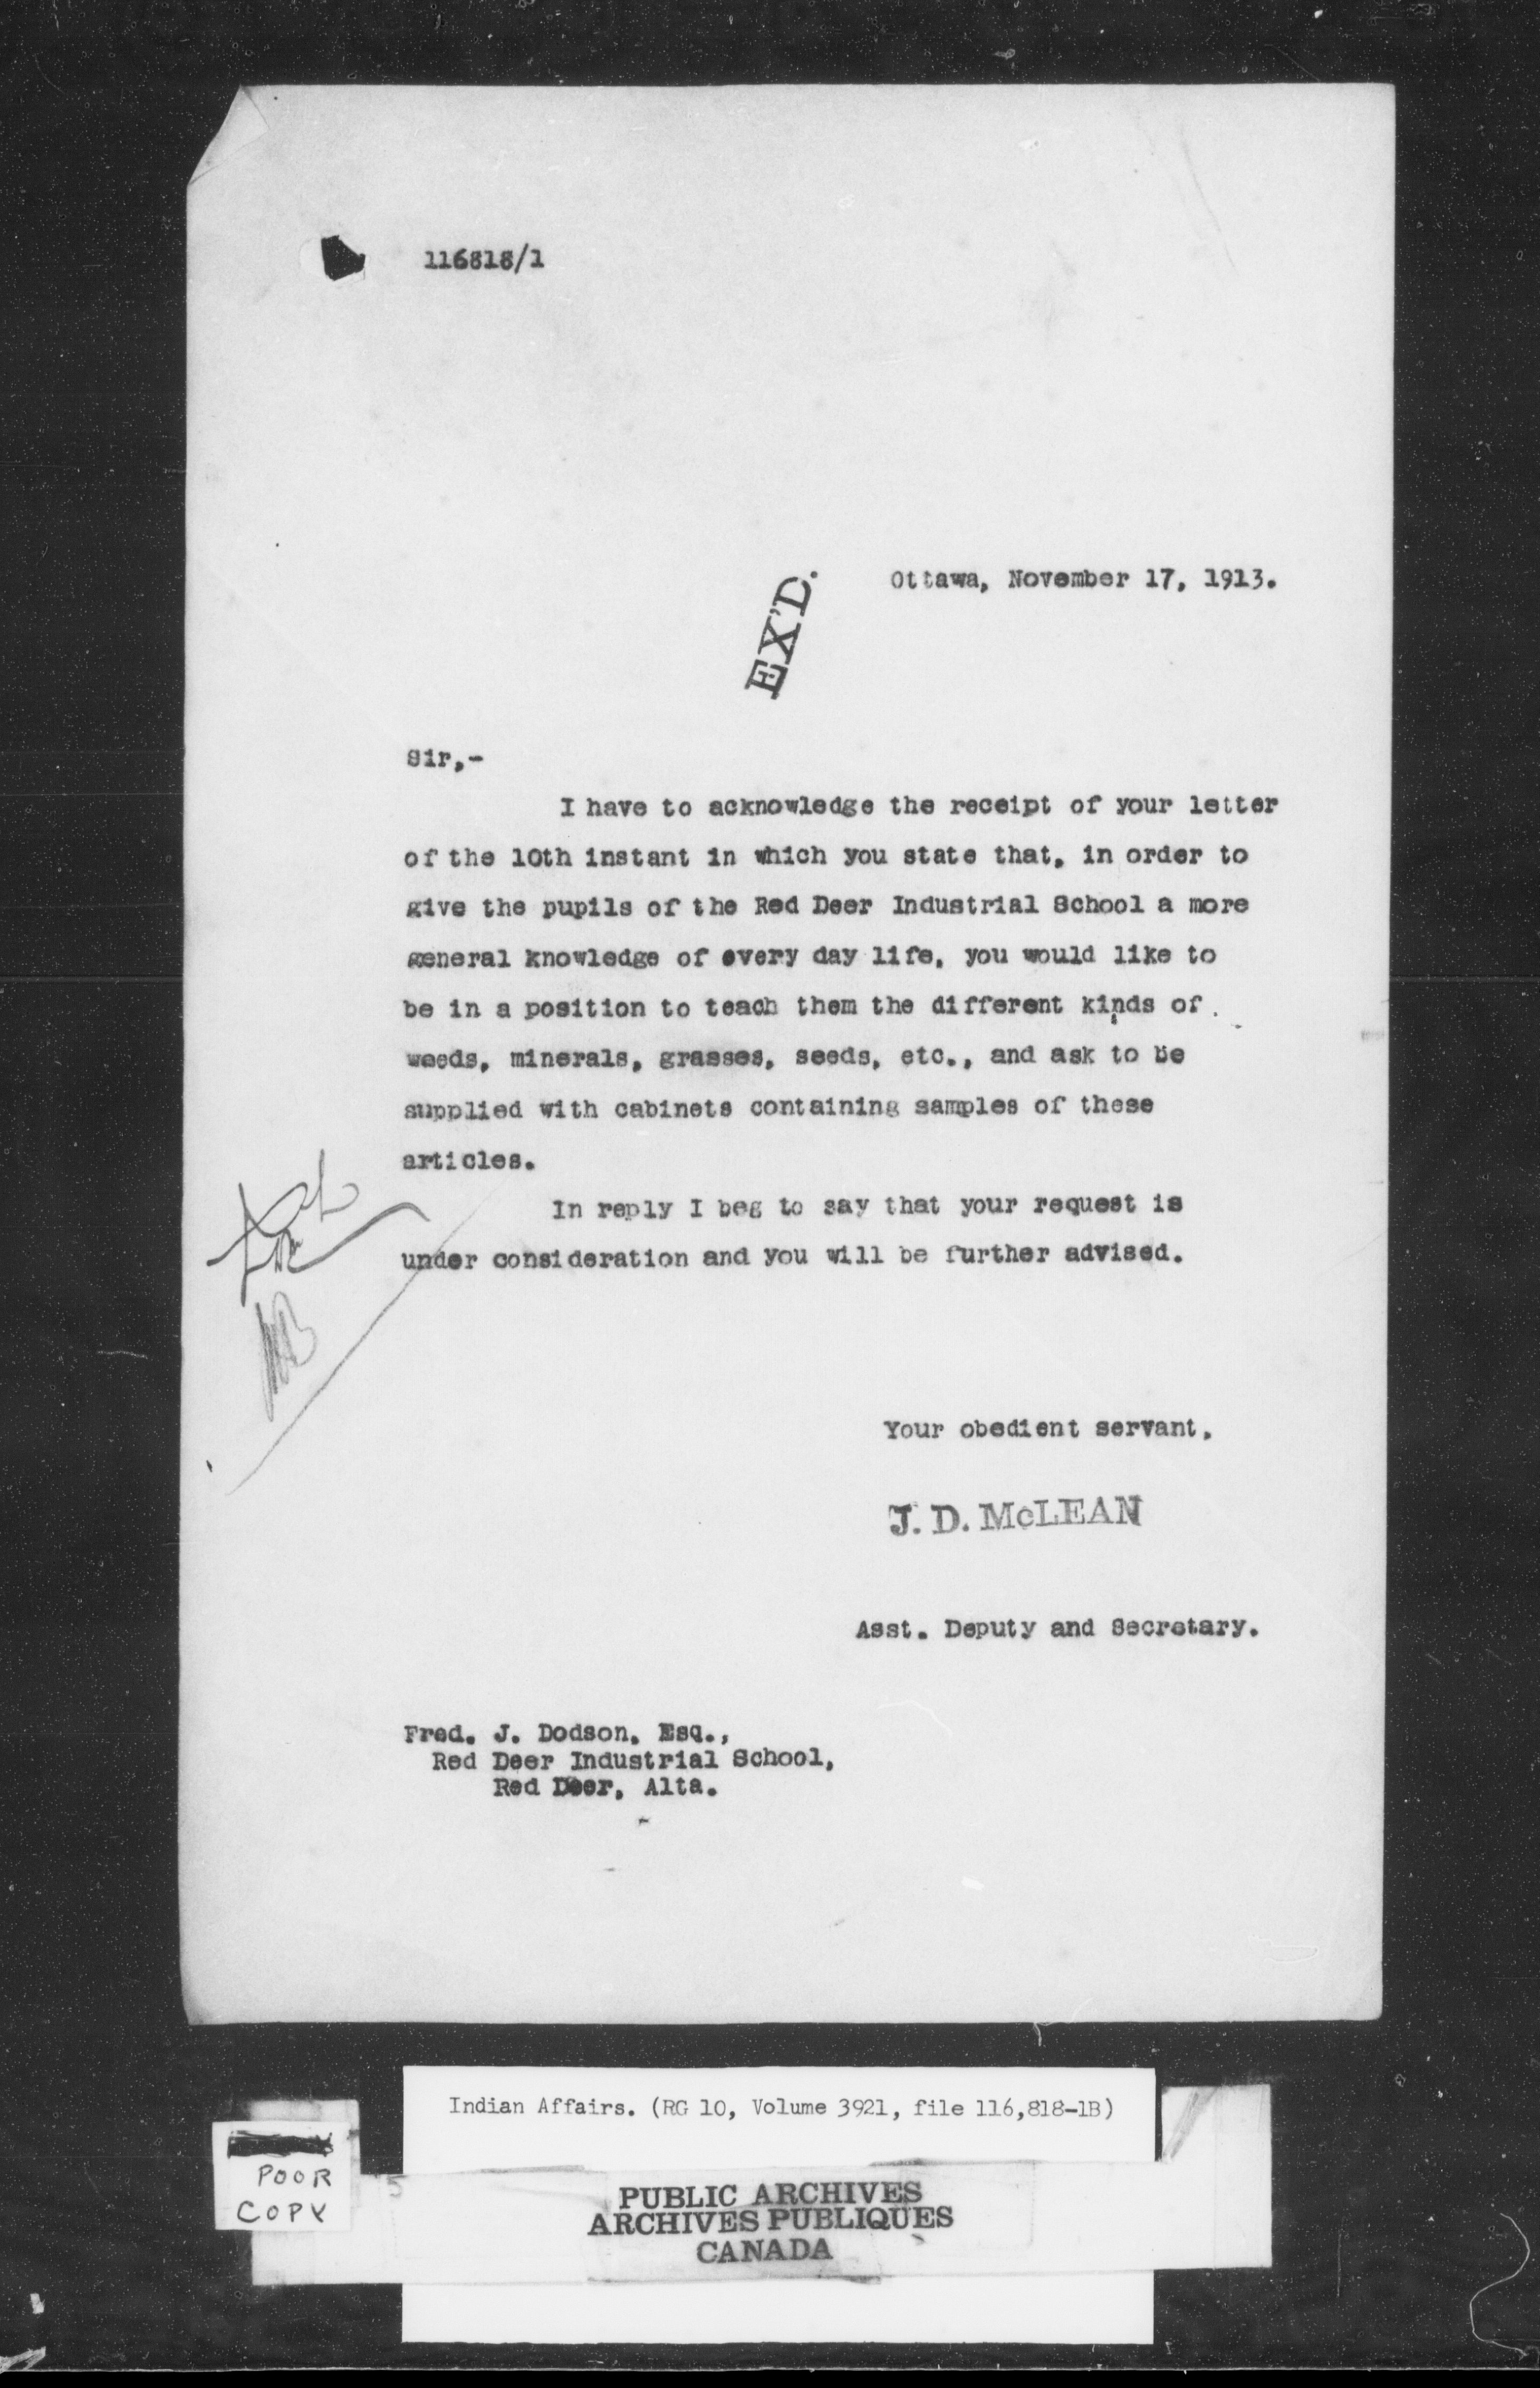 116818/1
Ottawa, November 17, 1913.
EX'D.
Sir,-
I have to acknowledge the receipt of your letter
of the 10th instant in which you state that, in order to
give the pupils of the Red Deer Industrial School a more
general knowledge of every day life, you would like to
be in a position to teach them the different kinds of
weeds, minerals, grasses, seeds, etc., and ask to be
supplied with cabinets containing samples of these
articles.
In reply I beg to say that your request is
under consideration and you will be further advised.
Your obedient servant,
J. D. McLEAN
Asst. Deputy and Secretary.
Fred. J. Dodson, Esq.,
Red Deer Industrial School,
Red Deer, Alta.
Indian Affairs. (RG 10, Volume 3921, file 116,818-1B)
POOR
COPY
PUBLIC ARCHIVES
ARCHIVES PUBLIQUES
CANADA